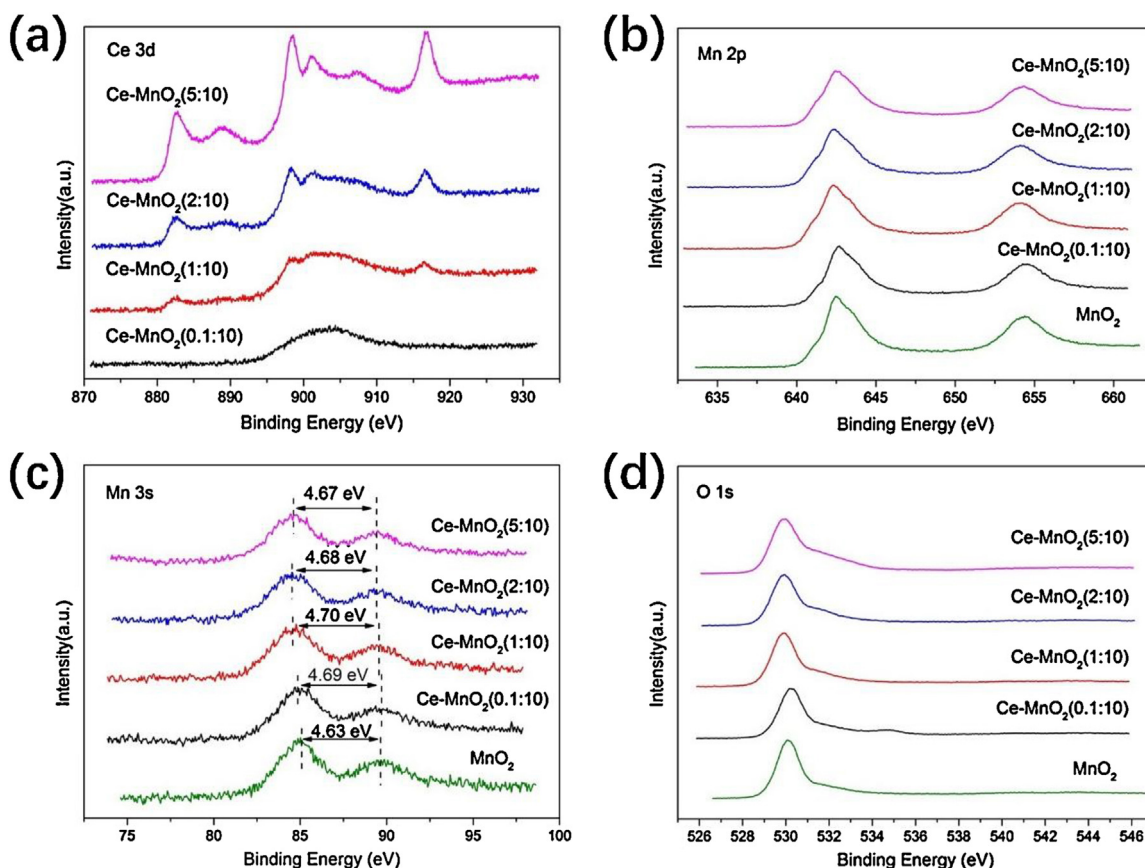 (a)
Ce 3d
Ce-MnO₂(5:10)
Ce-MnO₂(2:10)
Ce-MnO₂(1:10)
Ce-MnO₂(0.1:10)
Intensity(a.u.)
870 880 890 900 910 920 930
Binding Energy (eV)
(b)
Mn 2p
Ce-MnO₂(5:10)
Ce-MnO₂(2:10)
Ce-MnO₂(1:10)
Ce-MnO₂(0.1:10)
MnO₂
Intensity(a.u.)
635 640 645 650 655 660
Binding Energy (eV)
(c)
Mn 3s
4.67 eV
Ce-MnO₂(5:10)
4.68 eV
Ce-MnO₂(2:10)
4.70 eV
Ce-MnO₂(1:10)
4.69 eV
Ce-MnO₂(0.1:10)
4.63 eV
MnO₂
Intensity(a.u.)
75 80 85 90 95 100
Binding Energy (eV)
(d)
O 1s
Ce-MnO₂(5:10)
Ce-MnO₂(2:10)
Ce-MnO₂(1:10)
Ce-MnO₂(0.1:10)
MnO₂
Intensity(a.u.)
526 528 530 532 534 536 538 540 542 544 546
Binding Energy (eV)